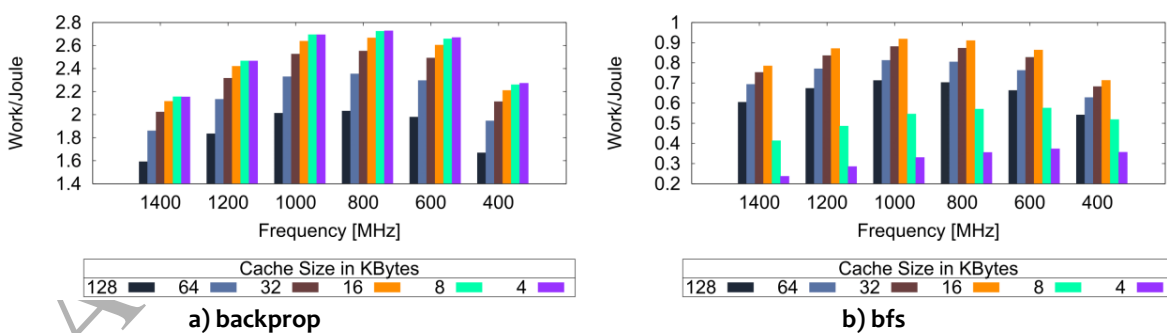 2.8
2.6
2.4
2.2
2
1.8
1.6
1.4
Work/Joule
1400 1200 1000 800 600 400
Frequency [MHz]
Cache Size in KBytes
128 64 32 16 8 4
a) backprop
1
0.9
0.8
0.7
0.6
0.5
0.4
0.3
0.2
Work/Joule
1400 1200 1000 800 600 400
Frequency [MHz]
Cache Size in KBytes
128 64 32 16 8 4
b) bfs